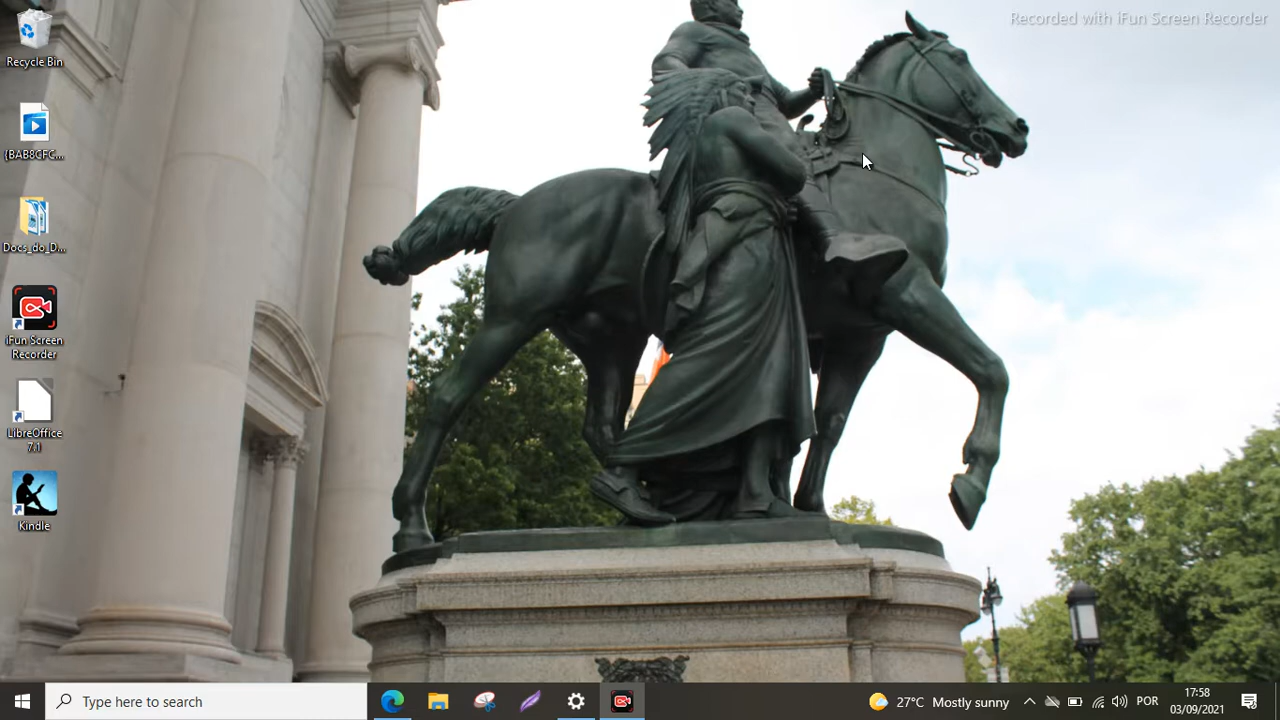 Recorded with iFun Screen Recorder
Recycle Bin
{BAB8CFC...
Docs_do_D...
iFun Screen
Recorder
LibreOffice
7.1
Kindle
Type here to search
27°C Mostly sunny
POR
17:58
03/09/2021